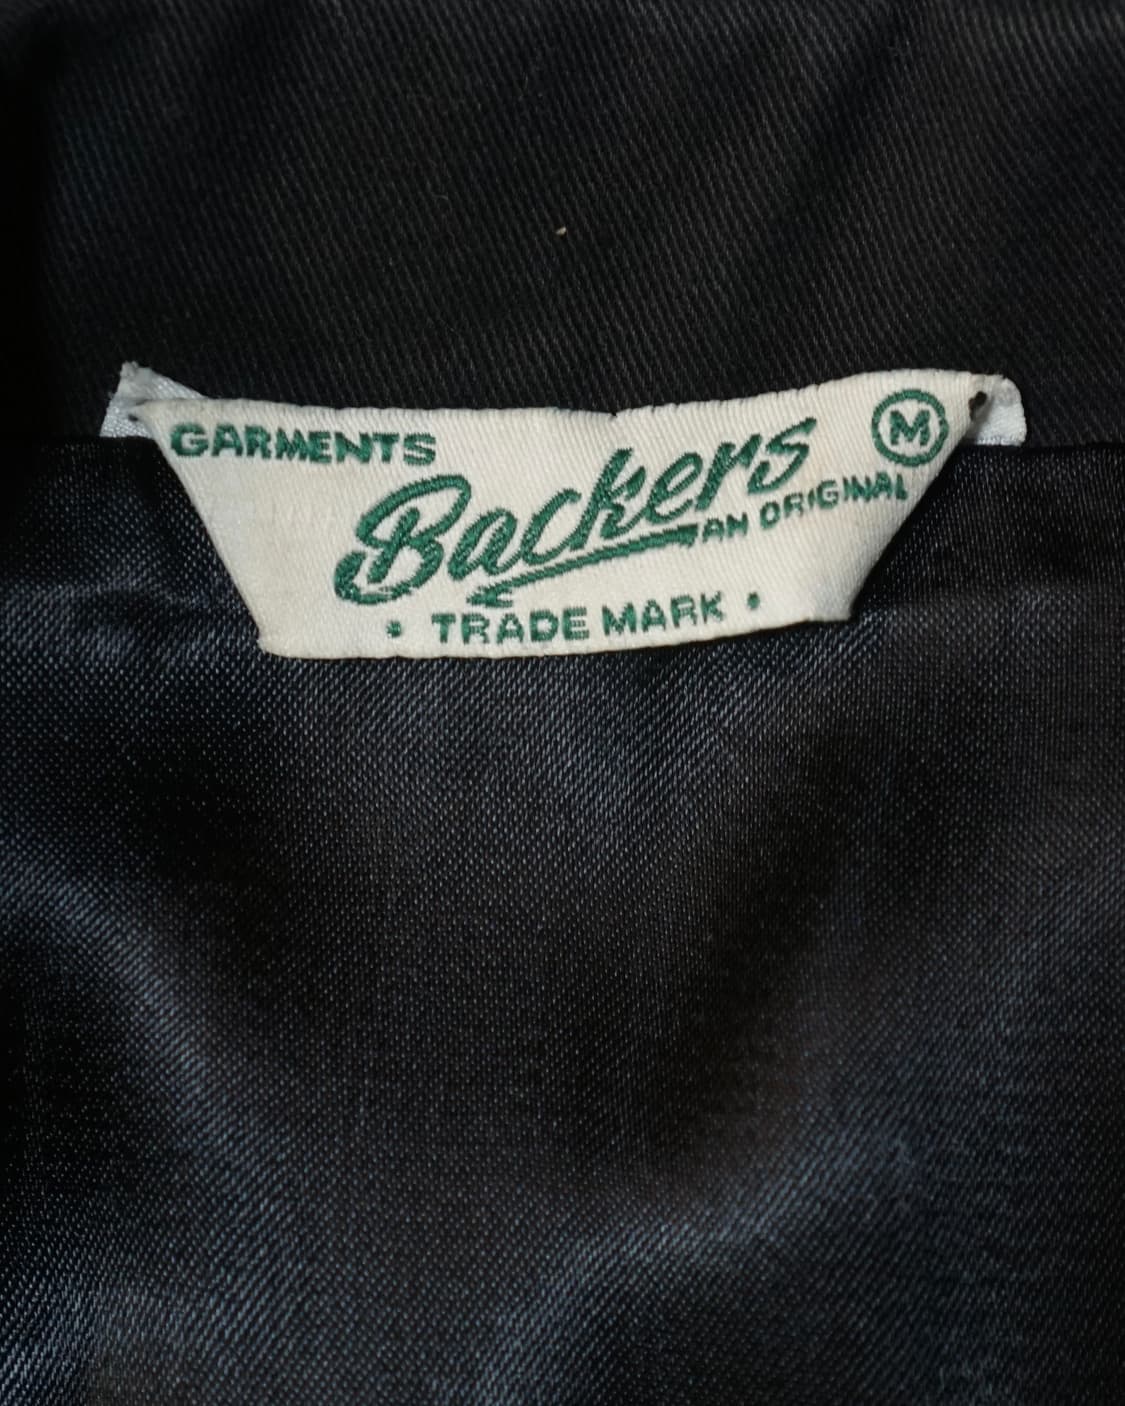 GARMENTS
Backers
M
AN ORIGINAL
• TRADE MARK •